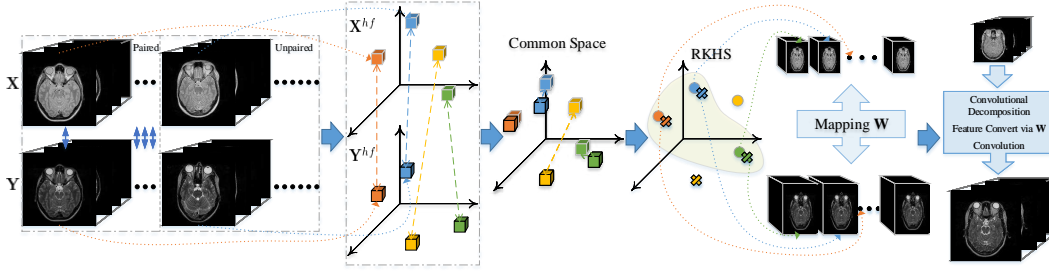 Paired
Unpaired
X
Y
X^{hf}
Y^{hf}
Common Space
RKHS
Mapping W
Convolutional
Decomposition
Feature Convert via W
Convolution